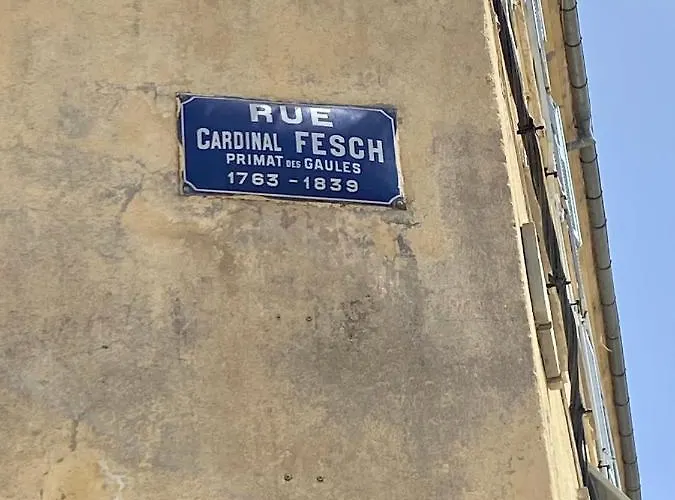 RUE
CARDINAL FESCH
PRIMAT DES GAULES
1763 - 1839